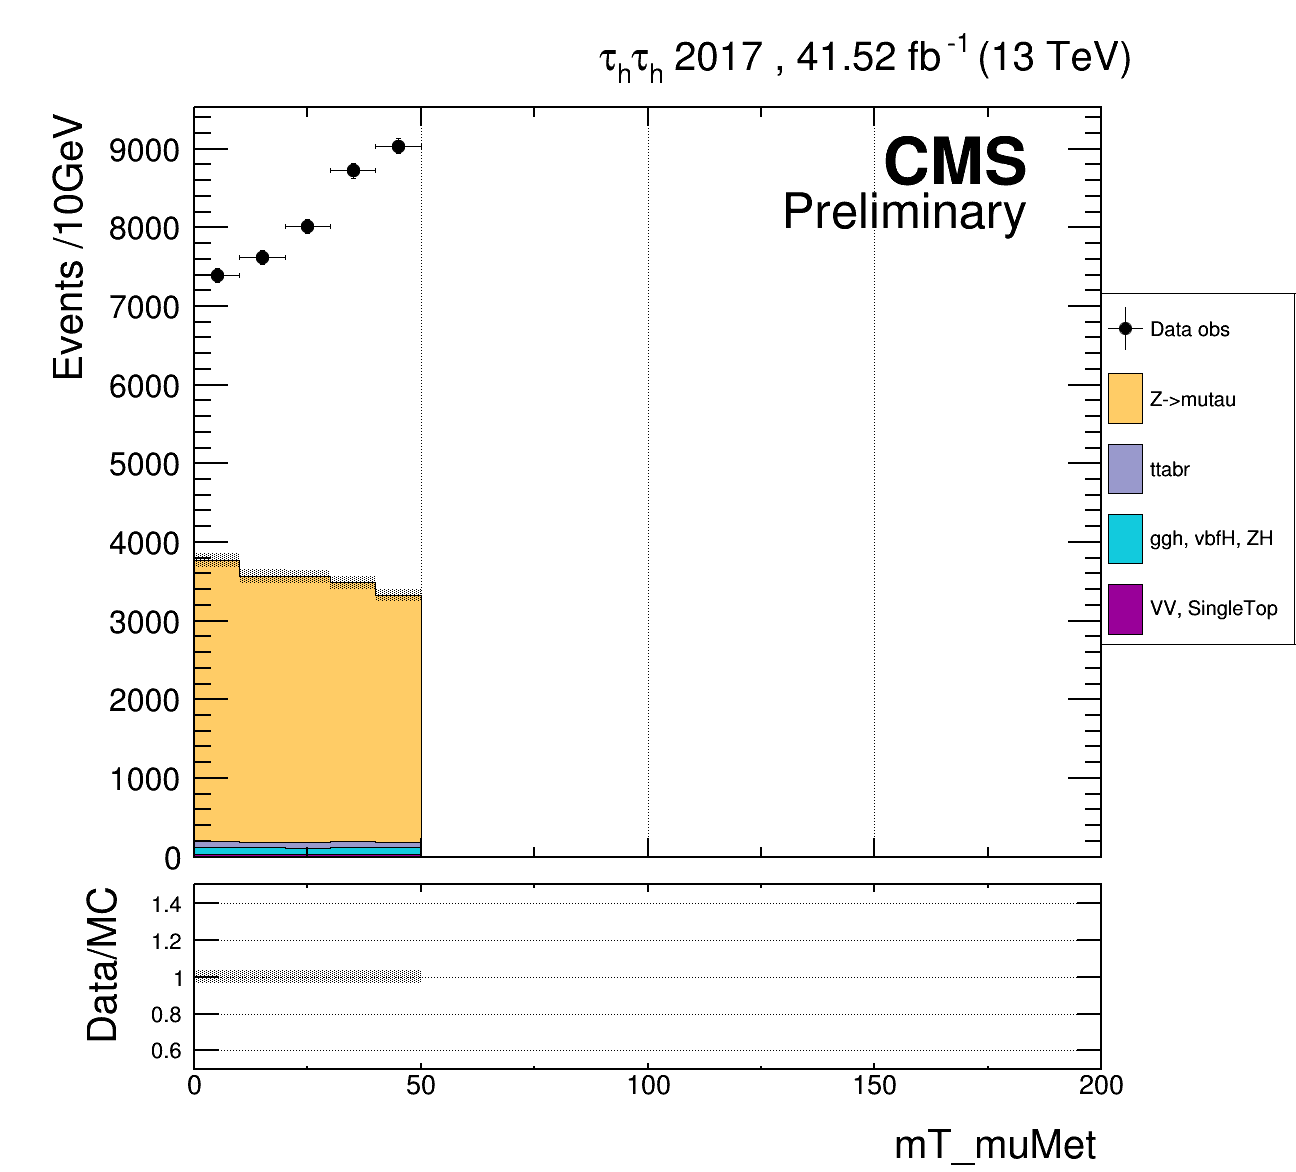 τhτh 2017 , 41.52 fb-1 (13 TeV)
Events /10GeV
9000
8000
7000
6000
5000
4000
3000
2000
1000
0
CMS
Preliminary
Data obs
Z->mutau
ttabr
ggh, vbfH, ZH
VV, SingleTop
Data/MC
1.4
1.2
1
0.8
0.6
0 50 100 150 200
mT_muMet